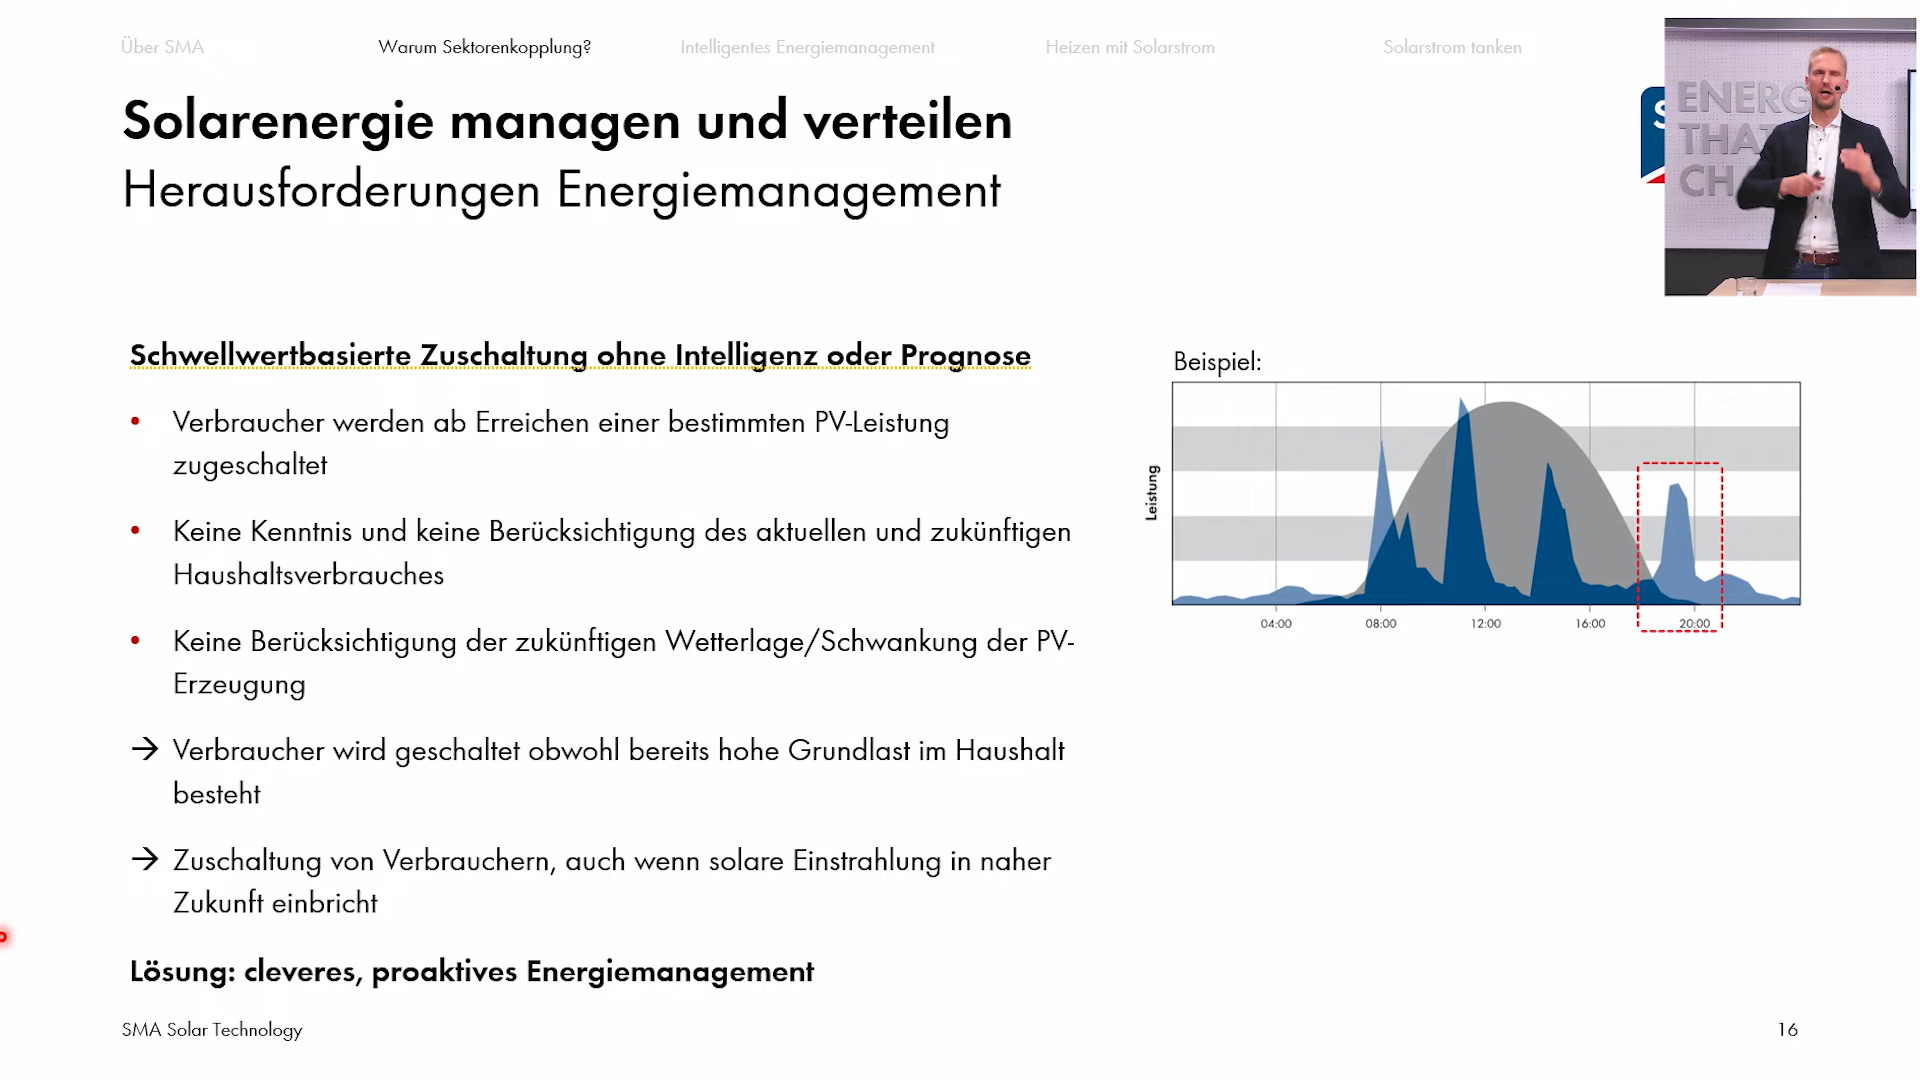 Über SMA
Warum Sektorenkopplung?
Intelligentes Energiemanagement
Heizen mit Solarstrom
Solarstrom tanken
Solarenergie managen und verteilen
Herausforderungen Energiemanagement
S
ENERG
THA
CH
Schwellwertbasierte Zuschaltung ohne Intelligenz oder Prognose
• Verbraucher werden ab Erreichen einer bestimmten PV-Leistung
zugeschaltet
• Keine Kenntnis und keine Berücksichtigung des aktuellen und zukünftigen
Haushaltsverbrauches
• Keine Berücksichtigung der zukünftigen Wetterlage/Schwankung der PV-
Erzeugung
→ Verbraucher wird geschaltet obwohl bereits hohe Grundlast im Haushalt
besteht
→ Zuschaltung von Verbrauchern, auch wenn solare Einstrahlung in naher
Zukunft einbricht
Lösung: cleveres, proaktives Energiemanagement
Beispiel:
Leistung
04:00 08:00 12:00 16:00 20:00
SMA Solar Technology
16